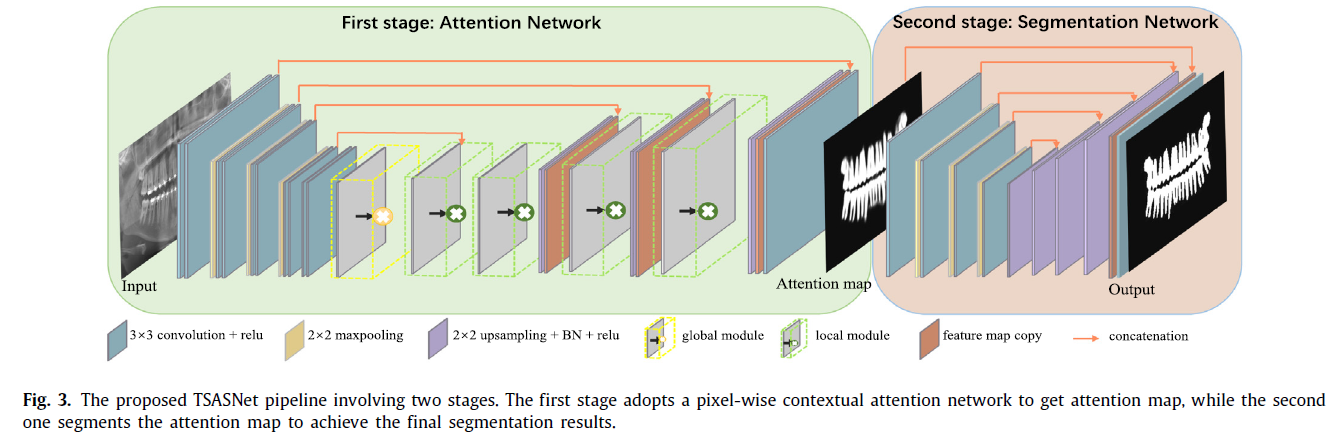 First stage: Attention Network
Second stage: Segmentation Network
Input
Attention map
Output
3×3 convolution + relu
2×2 maxpooling
2×2 upsampling + BN + relu
global module
local module
feature map copy
concatenation
Fig. 3. The proposed TSASNet pipeline involving two stages. The first stage adopts a pixel-wise contextual attention network to get attention map, while the second
one segments the attention map to achieve the final segmentation results.